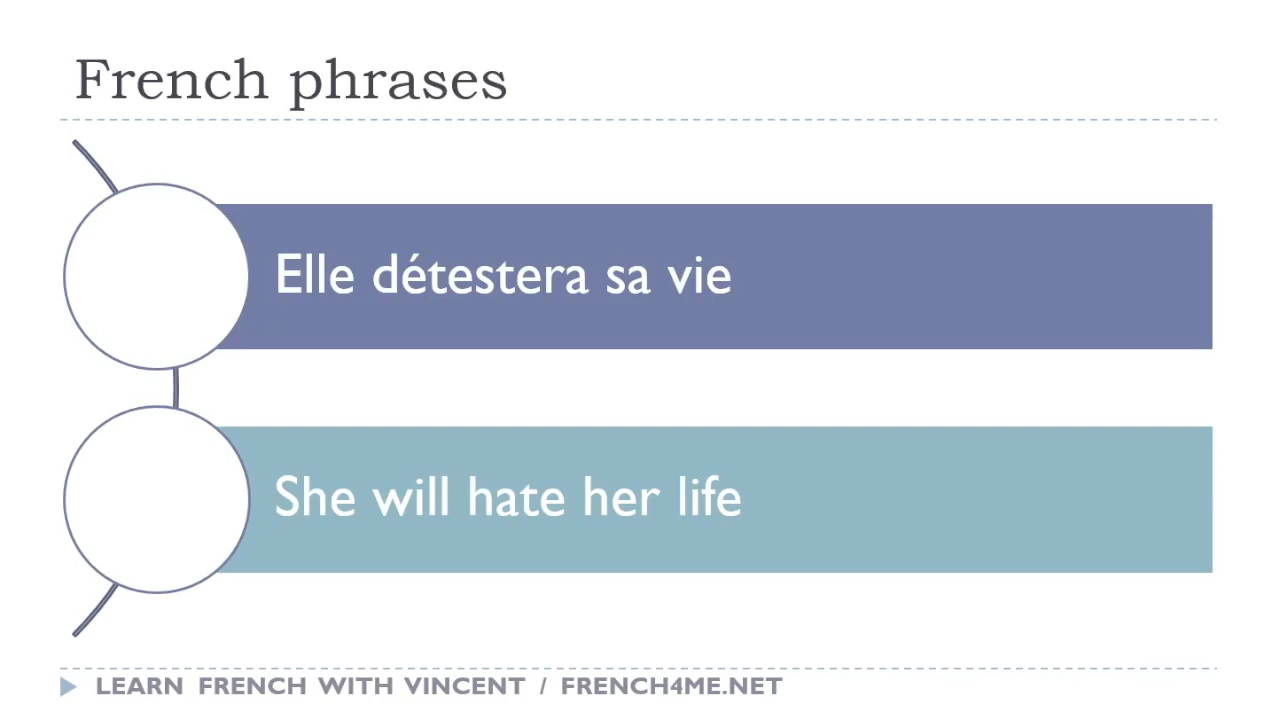 French phrases
Elle détestera sa vie
She will hate her life
LEARN FRENCH WITH VINCENT / FRENCH4ME.NET